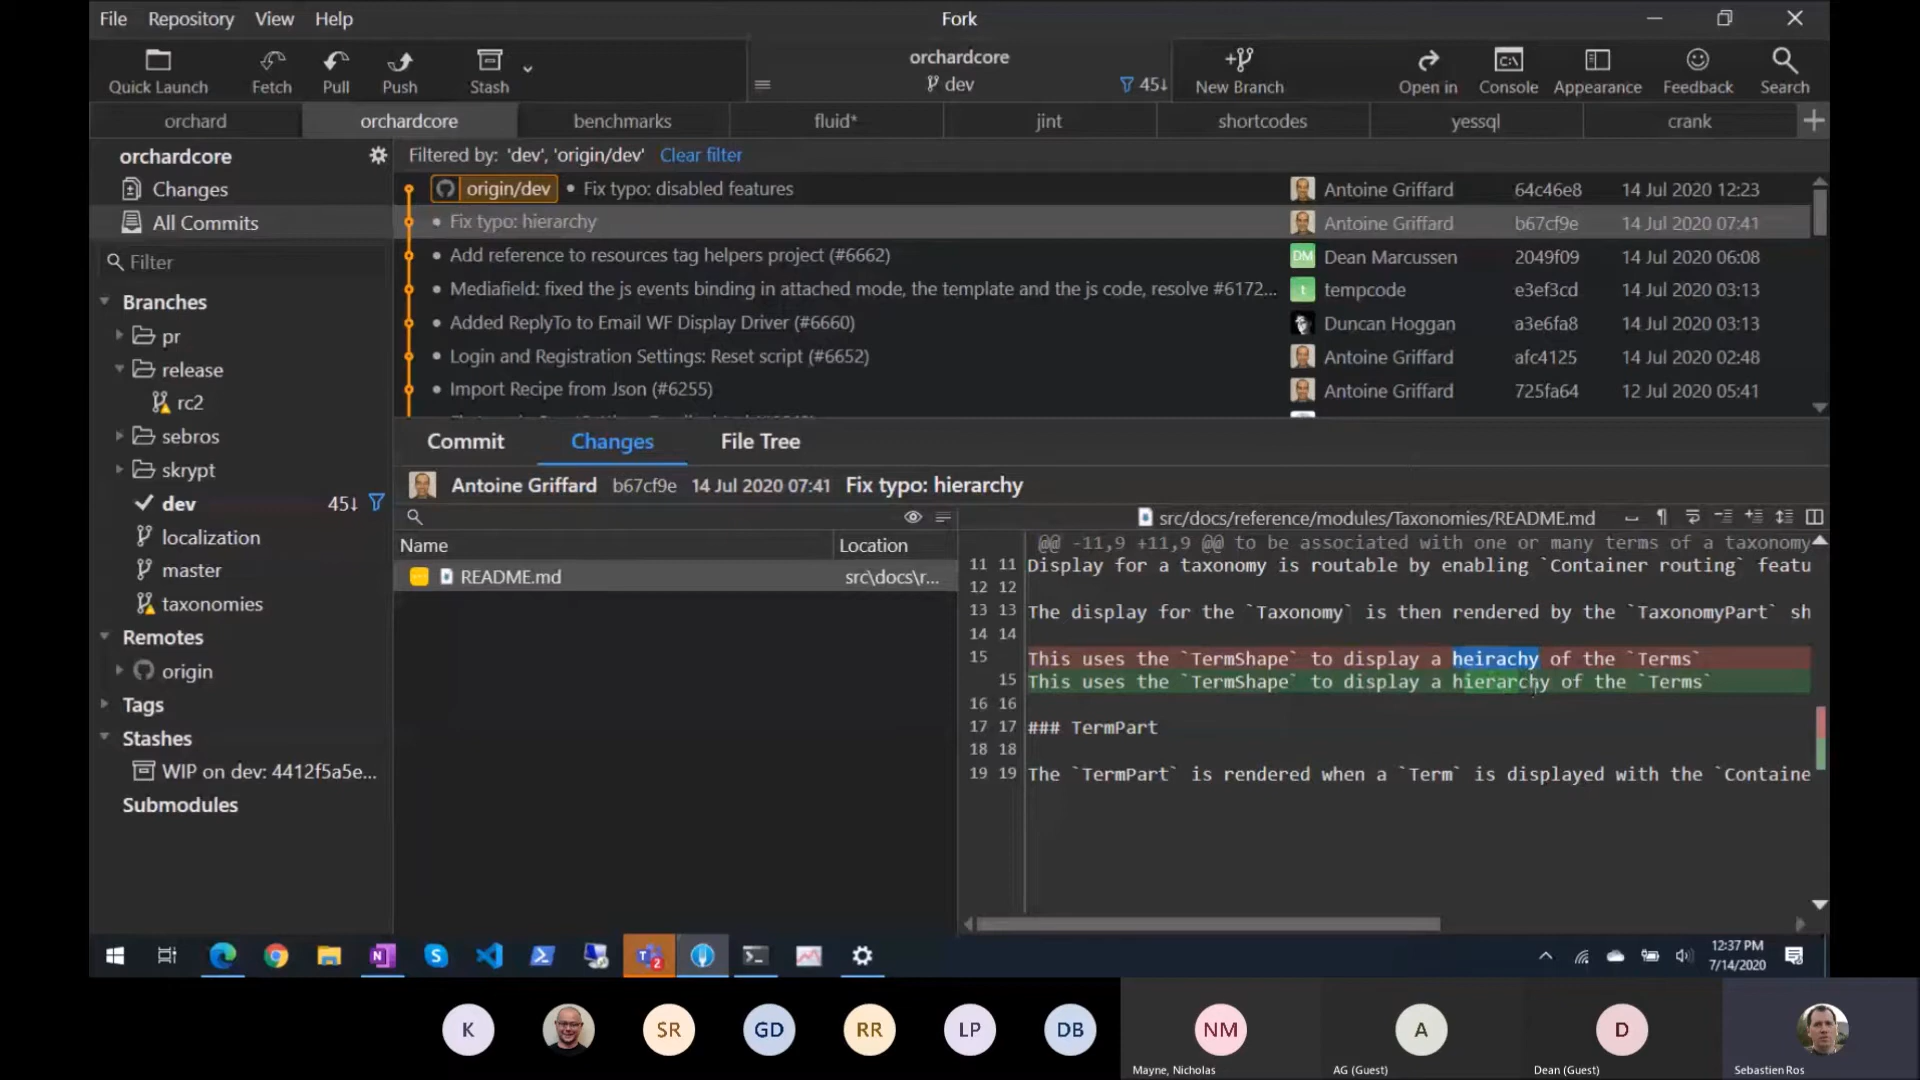 File Repository View Help
Fork
Quick Launch Fetch Pull Push Stash
orchardcore
dev
45↓
New Branch Open in Console Appearance Feedback Search
orchard orchardcore benchmarks fluid* jint shortcodes yessql crank
orchardcore
Changes
All Commits
Filter
Branches
pr
release
rc2
sebros
skrypt
dev 45↓
localization
master
taxonomies
Remotes
origin
Tags
Stashes
WIP on dev: 4412f5a5e...
Submodules
Filtered by: 'dev', 'origin/dev' Clear filter
origin/dev • Fix typo: disabled features Antoine Griffard 64c46e8 14 Jul 2020 12:23
• Fix typo: hierarchy Antoine Griffard b67cf9e 14 Jul 2020 07:41
• Add reference to resources tag helpers project (#6662) DM Dean Marcussen 2049f09 14 Jul 2020 06:08
• Mediafield: fixed the js events binding in attached mode, the template and the js code, resolve #6172... t tempcode e3ef3cd 14 Jul 2020 03:13
• Added ReplyTo to Email WF Display Driver (#6660) Duncan Hoggan a3e6fa8 14 Jul 2020 03:13
• Login and Registration Settings: Reset script (#6652) Antoine Griffard afc4125 14 Jul 2020 02:48
• Import Recipe from Json (#6255) Antoine Griffard 725fa64 12 Jul 2020 05:41
Commit Changes File Tree
Antoine Griffard b67cf9e 14 Jul 2020 07:41 Fix typo: hierarchy
src/docs/reference/modules/Taxonomies/README.md
Name Location
README.md src\docs\r...
@@ -11,9 +11,9 @@ to be associated with one or many terms of a taxonomy
11 11 Display for a taxonomy is routable by enabling `Container routing` featu
12 12
13 13 The display for the `Taxonomy` is then rendered by the `TaxonomyPart` sh
14 14
15 This uses the `TermShape` to display a heirachy of the `Terms`
15 This uses the `TermShape` to display a hierarchy of the `Terms`
16 16
17 17 ### TermPart
18 18
19 19 The `TermPart` is rendered when a `Term` is displayed with the `Containe
12:37 PM
7/14/2020
K SR GD RR LP DB NM A D
Mayne, Nicholas AG (Guest) Dean (Guest) Sebastien Ros